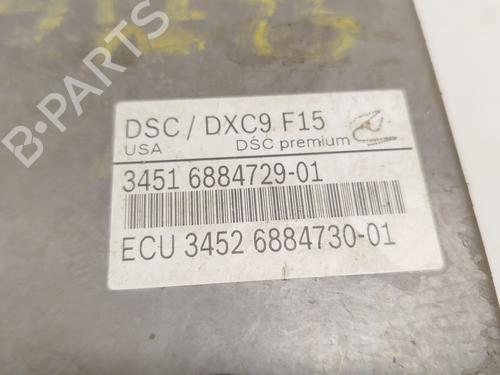 DSC / DXC9 F15
USA DSC premium
3451 6884729-01
ECU 3452 6884730-01
B-PARTS